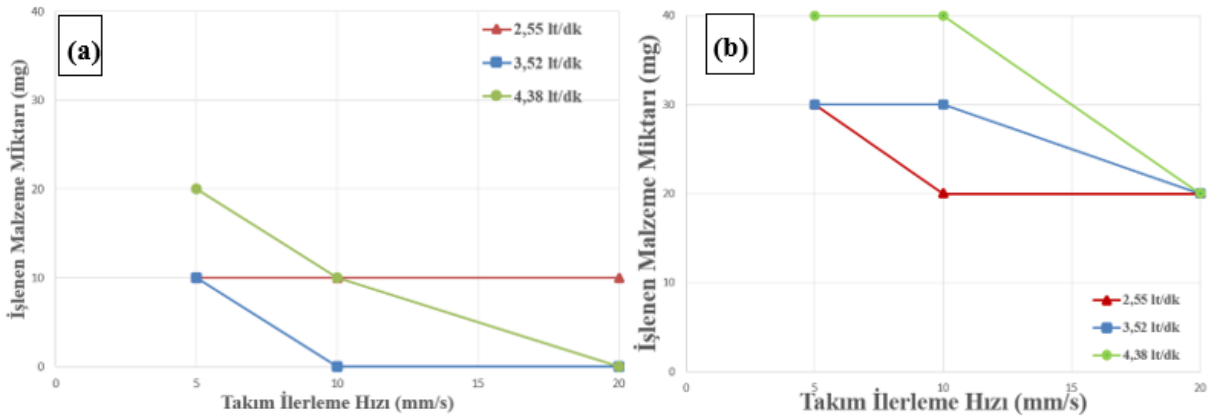 (a)
2,55 lt/dk
3,52 lt/dk
4,38 lt/dk
İşlenen Malzeme Mİktarı (mg)
40
30
20
10
0
0 5 10 15 20
Takım İlerleme Hızı (mm/s)
(b)
İşlenen Malzeme Miktarı (mg)
40
30
20
10
0
2,55 lt/dk
3,52 lt/dk
4,38 lt/dk
0 5 10 15 20
Takım İlerleme Hızı (mm/s)